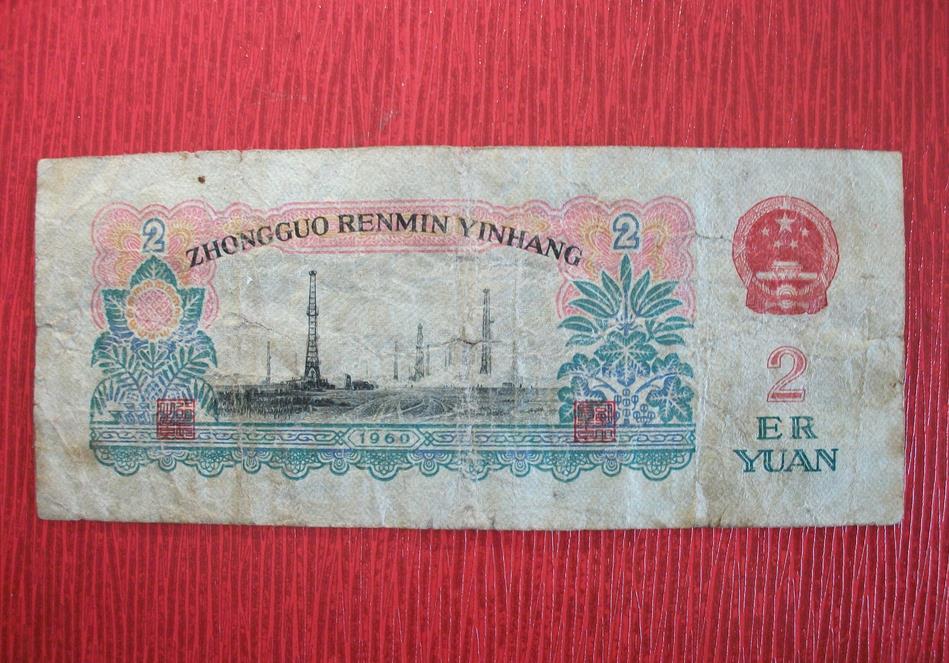 2
ZHONGGUO RENMIN YINHANG
2
1960
2
ER
YUAN